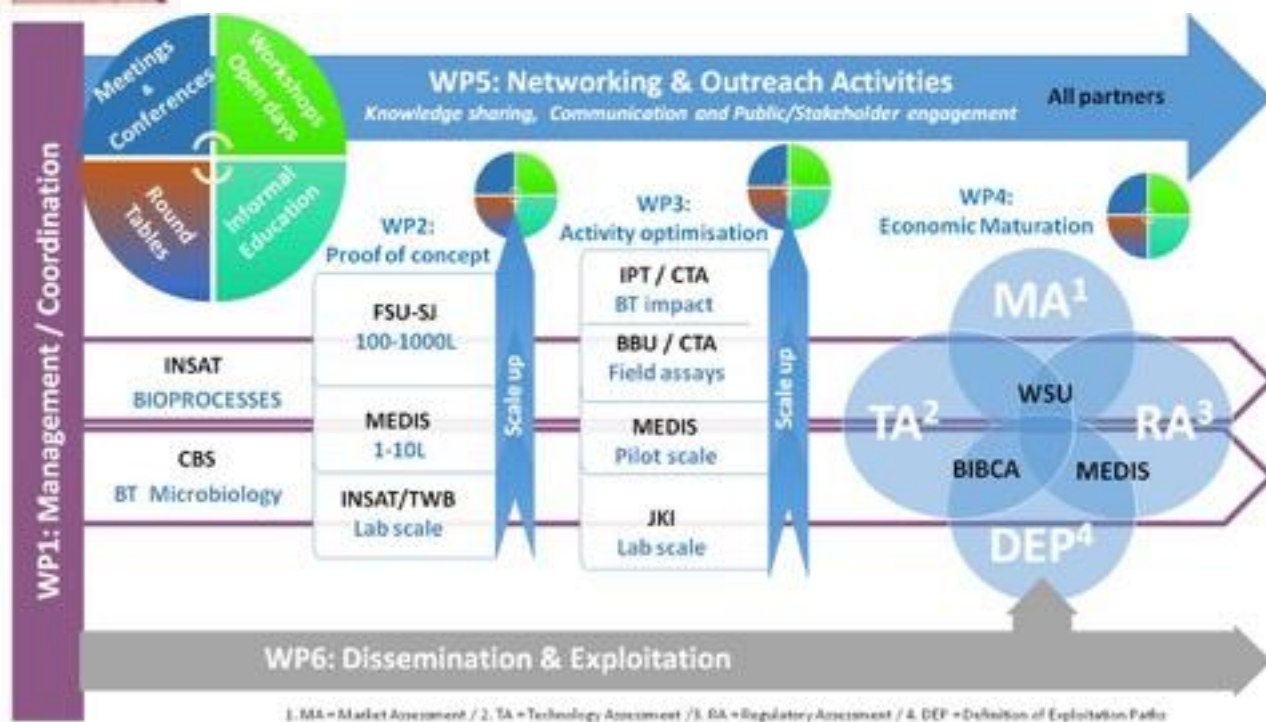 WP1: Management / Coordination
Meetings
&
Conferences
Workshops
Open days
Round
Tables
Informal
Education
WP5: Networking & Outreach Activities
Knowledge sharing, Communication and Public/Stakeholder engagement
All partners
INSAT
BIOPROCESSES
CBS
BT Microbiology
WP2:
Proof of concept
FSU-SJ
100-1000L
MEDIS
1-10L
INSAT/TWB
Lab scale
Scale up
WP3:
Activity optimisation
IPT / CTA
BT impact
BBU / CTA
Field assays
MEDIS
Pilot scale
JKI
Lab scale
Scale up
WP4:
Economic Maturation
MA1
TA2
WSU
RA3
BIBCA
MEDIS
DEP4
WP6: Dissemination & Exploitation
1. MA = Market Assessment / 2. TA = Technology Assessment / 3. RA = Regulatory Assessment / 4. DEP = Definition of Exploitation Paths